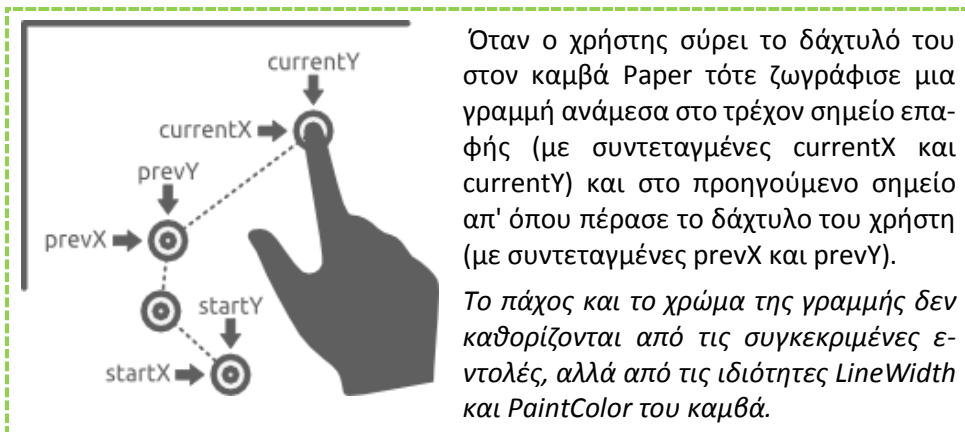 currentY
currentX
prevY
prevX
startY
startX
Όταν ο χρήστης σύρει το δάχτυλό του
στον καμβά Paper τότε ζωγράφισε μια
γραμμή ανάμεσα στο τρέχον σημείο επα-
φής (με συντεταγμένες currentX και
currentY) και στο προηγούμενο σημείο
απ' όπου πέρασε το δάχτυλο του χρήστη
(με συντεταγμένες prevX και prevY).
Το πάχος και το χρώμα της γραμμής δεν
καθορίζονται από τις συγκεκριμένες ε-
ντολές, αλλά από τις ιδιότητες LineWidth
και PaintColor του καμβά.